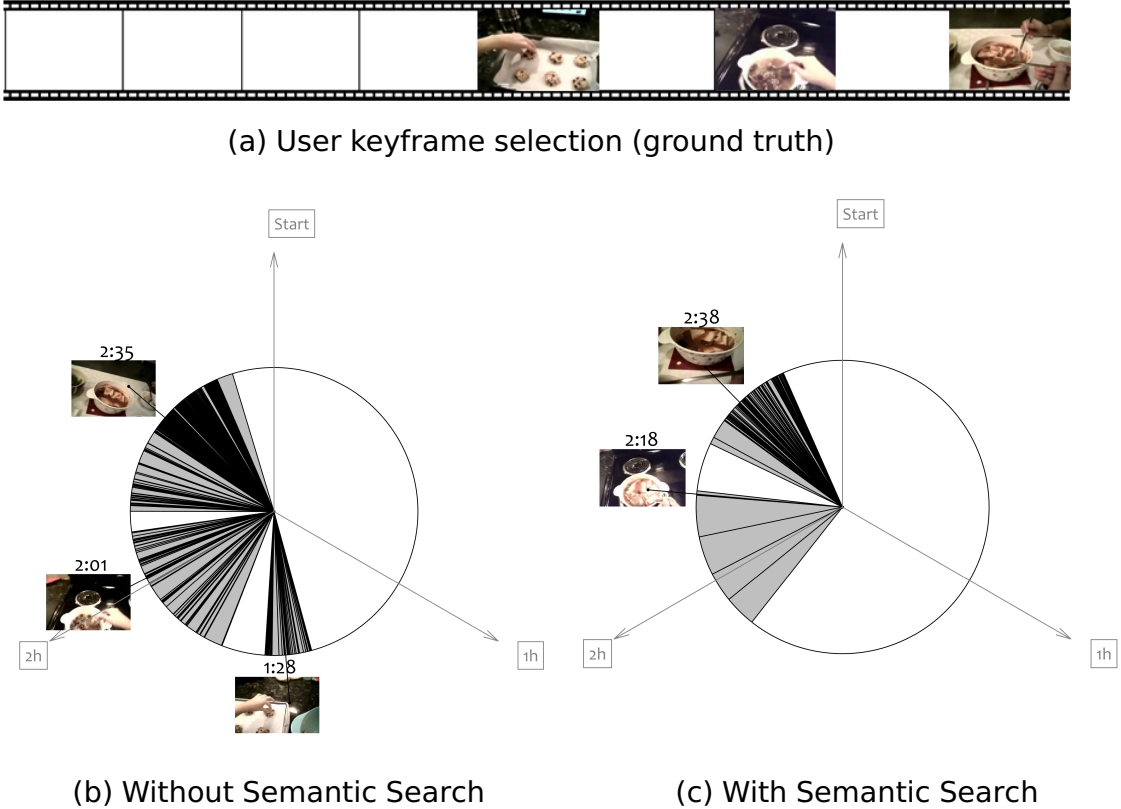 (a) User keyframe selection (ground truth)
Start
2:35
2:01
2h
1:28
1h
(b) Without Semantic Search
Start
2:38
2:18
2h
1h
(c) With Semantic Search